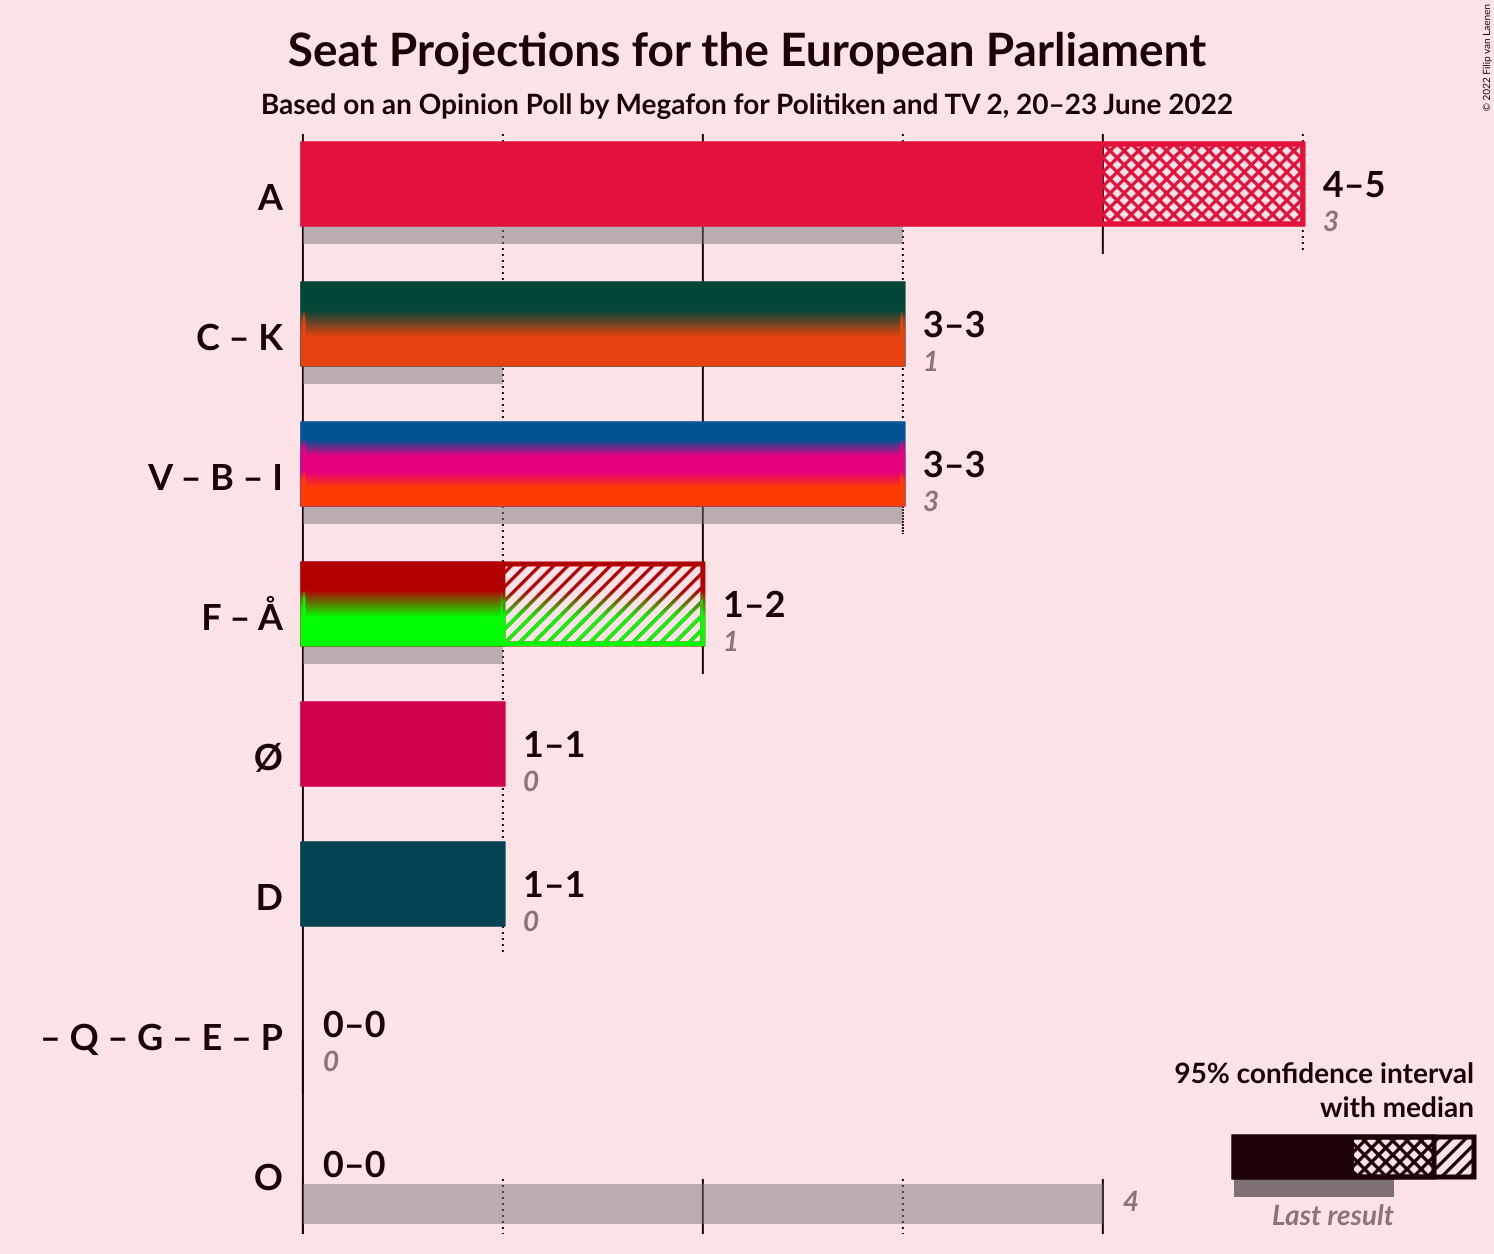 Seat Projections for the European Parliament
Based on an Opinion Poll by Megafon for Politiken and TV 2, 20–23 June 2022
© 2022 Filip van Laenen
A
4–5
3
C – K
3–3
1
V – B – I
3–3
3
F – Å
1–2
1
Ø
1–1
0
D
1–1
0
– Q – G – E – P
0–0
0
O
0–0
4
95% confidence interval
with median
Last result